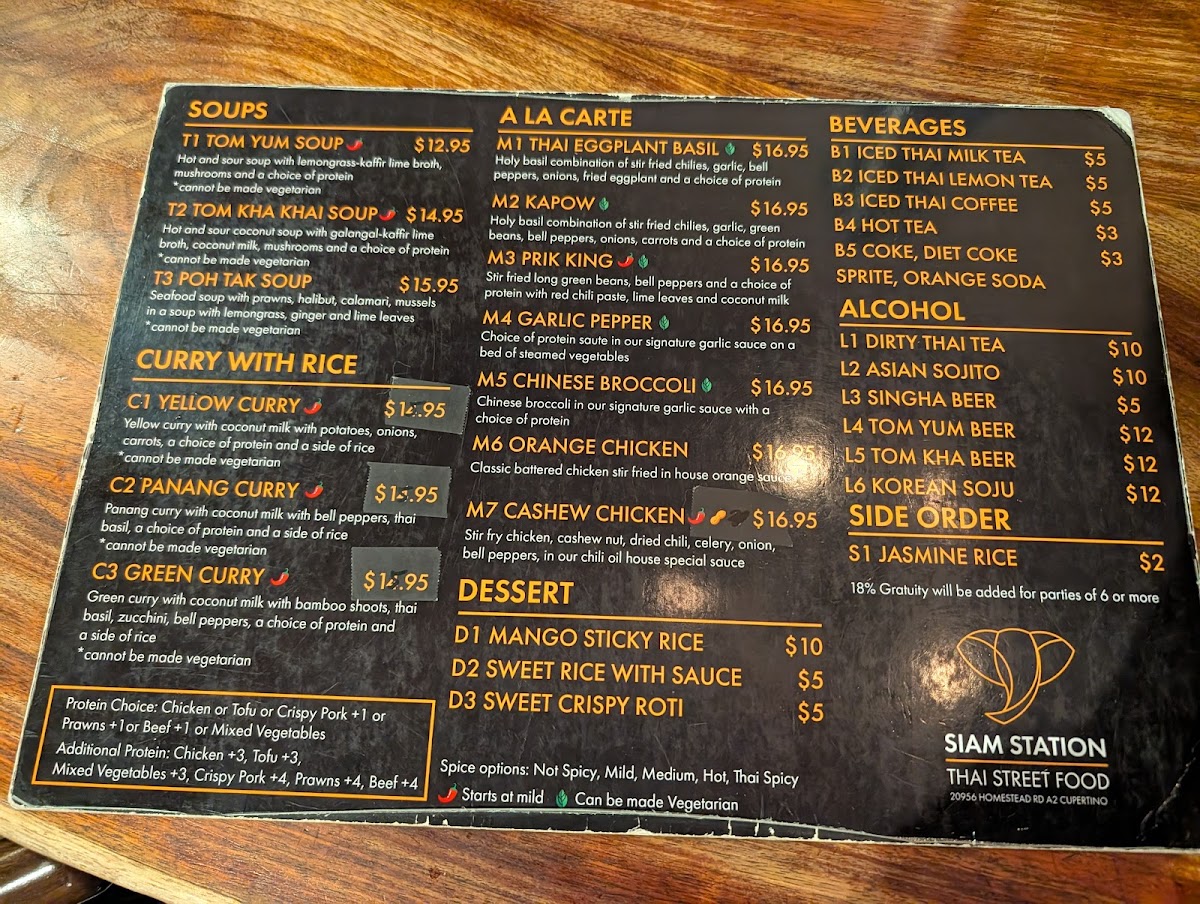 SOUPS
T1 TOM YUM SOUP $12.95
Hot and sour soup with lemongrass-kaffir lime broth,
mushrooms and a choice of protein
*cannot be made vegetarian
T2 TOM KHA KHAI SOUP $14.95
Hot and sour coconut soup with galangal-kaffir lime
broth, coconut milk, mushrooms and a choice of protein
*cannot be made vegetarian
T3 POH TAK SOUP $15.95
Seafood soup with prawns, halibut, calamari, mussels
in a soup with lemongrass, ginger and lime leaves
*cannot be made vegetarian
CURRY WITH RICE
C1 YELLOW CURRY
Yellow curry with coconut milk with potatoes, onions,
carrots, a choice of protein and a side of rice
*cannot be made vegetarian
C2 PANANG CURRY
Panang curry with coconut milk with bell peppers, thai
basil, a choice of protein and a side of rice
*cannot be made vegetarian
C3 GREEN CURRY
Green curry with coconut milk with bamboo shoots, thai
basil, zucchini, bell peppers, a choice of protein and
a side of rice
*cannot be made vegetarian
Protein Choice: Chicken or Tofu or Crispy Pork +1 or
Prawns +1 or Beef +1 or Mixed Vegetables
Additional Protein: Chicken +3, Tofu +3,
Mixed Vegetables +3, Crispy Pork +4, Prawns +4, Beef +4
A LA CARTE
M1 THAI EGGPLANT BASIL $16.95
Holy basil combination of stir fried chilies, garlic, bell
peppers, onions, fried eggplant and a choice of protein
M2 KAPOW $16.95
Holy basil combination of stir fried chilies, garlic, green
beans, bell peppers, onions, carrots and a choice of protein
M3 PRIK KING $16.95
Stir fried long green beans, bell peppers and a choice of
protein with red chili paste, lime leaves and coconut milk
M4 GARLIC PEPPER $16.95
Choice of protein saute in our signature garlic sauce on a
bed of steamed vegetables
M5 CHINESE BROCCOLI $16.95
Chinese broccoli in our signature garlic sauce with a
choice of protein
M6 ORANGE CHICKEN $16.95
Classic battered chicken stir fried in house orange sauce
M7 CASHEW CHICKEN $16.95
Stir fry chicken, cashew nut, dried chili, celery, onion,
bell peppers, in our chili oil house special sauce
DESSERT
D1 MANGO STICKY RICE $10
D2 SWEET RICE WITH SAUCE $5
D3 SWEET CRISPY ROTI $5
Spice options: Not Spicy, Mild, Medium, Hot, Thai Spicy
Starts at mild Can be made Vegetarian
BEVERAGES
B1 ICED THAI MILK TEA $5
B2 ICED THAI LEMON TEA $5
B3 ICED THAI COFFEE $5
B4 HOT TEA $3
B5 COKE, DIET COKE $3
SPRITE, ORANGE SODA
ALCOHOL
L1 DIRTY THAI TEA $10
L2 ASIAN SOJITO $10
L3 SINGHA BEER $5
L4 TOM YUM BEER $12
L5 TOM KHA BEER $12
L6 KOREAN SOJU $12
SIDE ORDER
S1 JASMINE RICE $2
18% Gratuity will be added for parties of 6 or more
SIAM STATION
THAI STREET FOOD
20956 HOMESTEAD RD A2 CUPERTINO